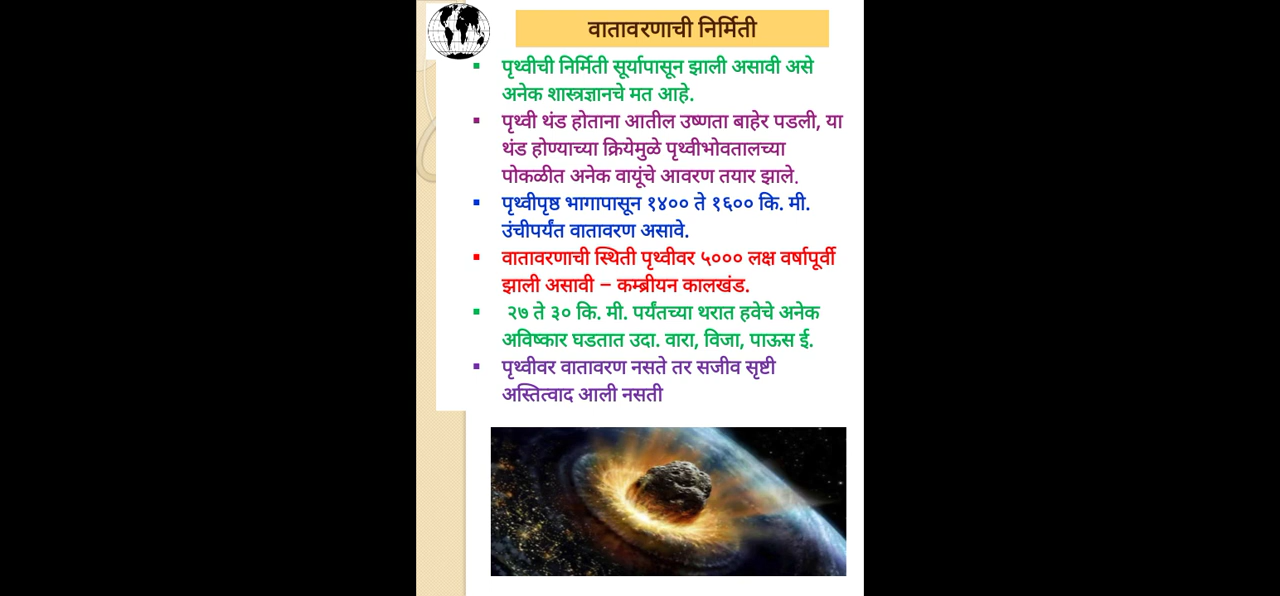 वातावरणाची निर्मिती
▪ पृथ्वीची निर्मिती सूर्यापासून झाली असावी असे
अनेक शास्त्रज्ञानचे मत आहे.
▪ पृथ्वी थंड होताना आतील उष्णता बाहेर पडली, या
थंड होण्याच्या क्रियेमुळे पृथ्वीभोवतालच्या
पोकळीत अनेक वायूंचे आवरण तयार झाले.
▪ पृथ्वीपृष्ठ भागापासून १४०० ते १६०० कि. मी.
उंचीपर्यंत वातावरण असावे.
▪ वातावरणाची स्थिती पृथ्वीवर ५००० लक्ष वर्षापूर्वी
झाली असावी – कम्ब्रीयन कालखंड.
▪ २७ ते ३० कि. मी. पर्यंतच्या थरात हवेचे अनेक
अविष्कार घडतात उदा. वारा, विजा, पाऊस ई.
▪ पृथ्वीवर वातावरण नसते तर सजीव सृष्टी
अस्तित्वाद आली नसती